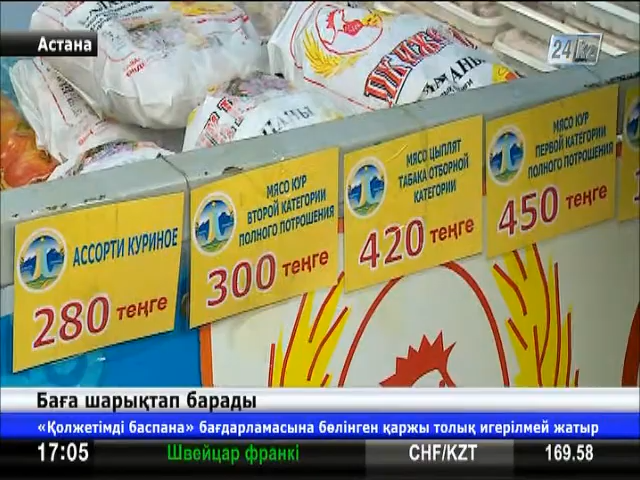 Астана
24 kz
АССОРТИ КУРИНОЕ
280 теңге
МЯСО КУР
ВТОРОЙ КАТЕГОРИИ
ПОЛНОГО ПОТРОШЕНИЯ
300 теңге
МЯСО ЦЫПЛЯТ
ТАБАКА ОТБОРНОЙ
КАТЕГОРИИ
420 теңге
МЯСО КУР
ПЕРВОЙ КАТЕГОРИИ
ПОЛНОГО ПОТРОШЕНИЯ
450 теңге
Баға шарықтап барады
«Қолжетімді баспана» бағдарламасына бөлінген қаржы толық игерілмей жатыр
17:05 Швейцар франкі CHF/KZT 169.58